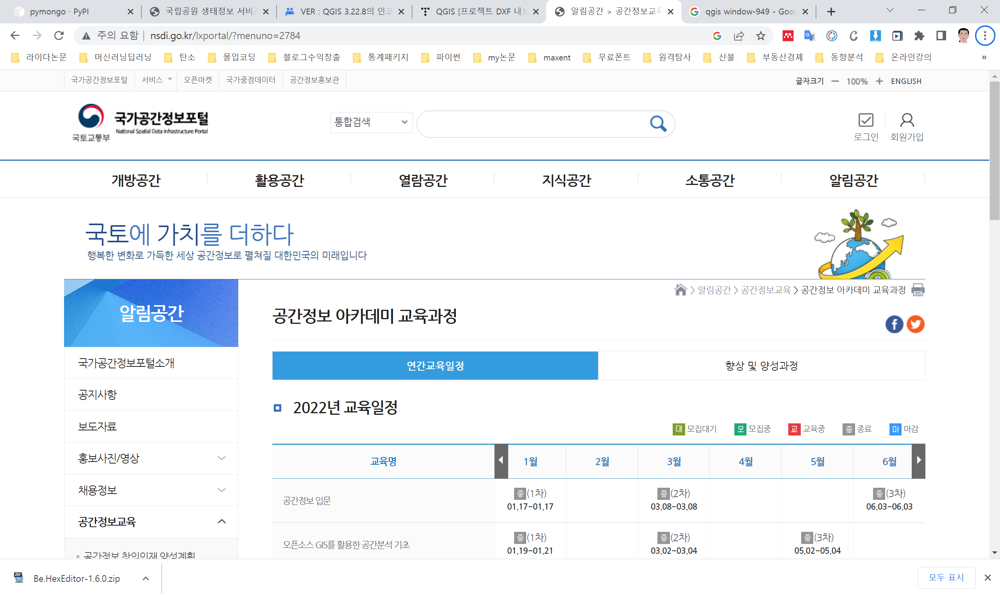 pymongo · PyPI
국립공원 생태정보 서비
VER : QGIS 3.22.8의 인코
QGIS [프로젝트 DXF 내보
알림공간 > 공간정보교육
qgis window-949 - Goog
주의 요함
nsdi.go.kr/lxportal/?menuno=2784
라이다논문 머신러닝딥러닝 탄소 몰입코딩 블로그수익창출 통계패키지 파이썬 my논문 maxent 무료폰트 원격탐사 산불 부동산경제 동향분석 온라인강의 »
국가공간정보포털 서비스 오픈마켓 국가중점데이터 공간정보홍보관
글자크기 100% ENGLISH
국토교통부
국가공간정보포털
National Spatial Data Infrastructure Portal
통합검색
로그인 회원가입
개방공간 활용공간 열람공간 지식공간 소통공간 알림공간
국토에 가치를 더하다
행복한 변화로 가득한 세상 공간정보로 펼쳐질 대한민국의 미래입니다
알림공간 > 공간정보교육 > 공간정보 아카데미 교육과정
알림공간
국가공간정보포털소개
공지사항
보도자료
홍보사진/영상
채용정보
공간정보교육
공간정보 창의인재 양성계획
공간정보 아카데미 교육과정
연간교육일정 향상 및 양성과정
2022년 교육일정
대 모집대기 모 모집중 교 교육중 종 종료 마 마감
교육명 1월 2월 3월 4월 5월 6월
공간정보 입문
종(1차) 종(2차) 종(3차)
01.17~01.17 03.08~03.08 06.03~06.03
오픈소스 GIS를 활용한 공간분석 기초
종(1차) 종(2차) 종(3차)
01.19~01.21 03.02~03.04 05.02~05.04
ZIP
Be.HexEditor-1.6.0.zip
모두 표시